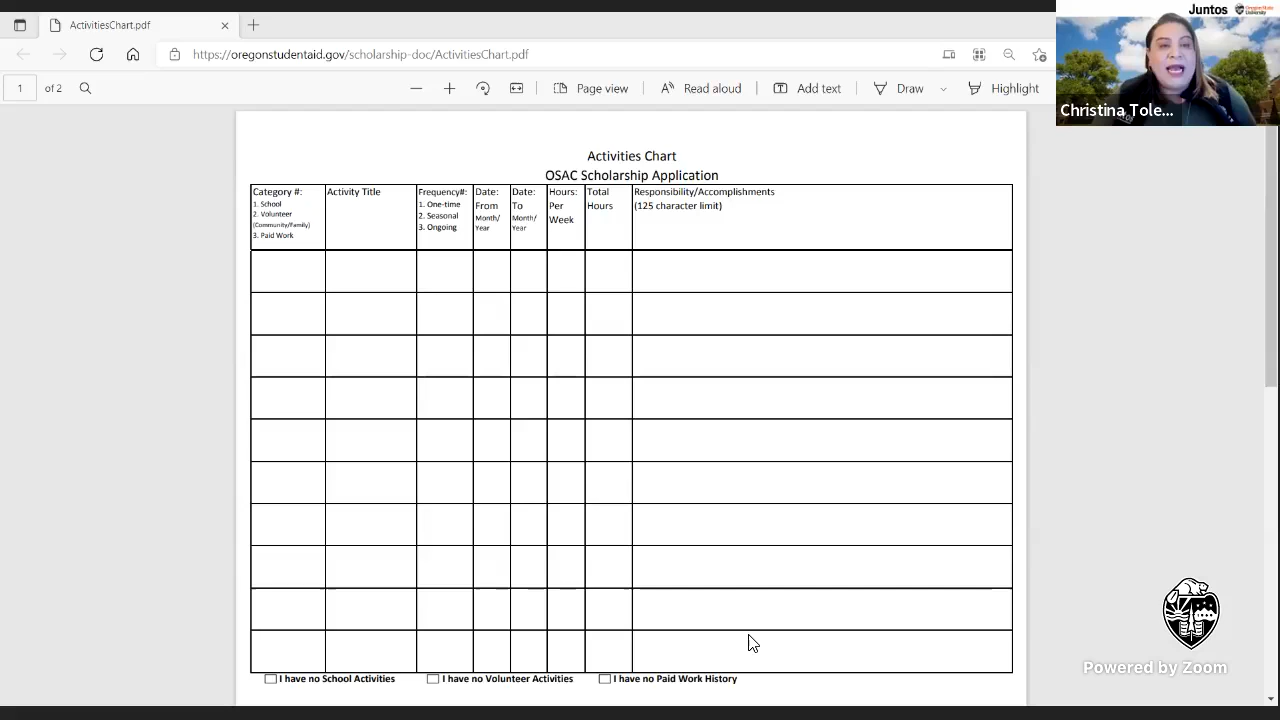 ActivitiesChart.pdf
https://oregonstudentaid.gov/scholarship-doc/ActivitiesChart.pdf
1 of 2
Page view
Read aloud
Add text
Draw
Highlight
Juntos
Oregon State
University
Christina Tole...
Activities Chart
OSAC Scholarship Application
Category #:
1. School
2. Volunteer
(Community/Family)
3. Paid Work
Activity Title
Frequency#:
1. One-time
2. Seasonal
3. Ongoing
Date:
From
Month/
Year
Date:
To
Month/
Year
Hours:
Per
Week
Total
Hours
Responsibility/Accomplishments
(125 character limit)
I have no School Activities
I have no Volunteer Activities
I have no Paid Work History
Powered by Zoom